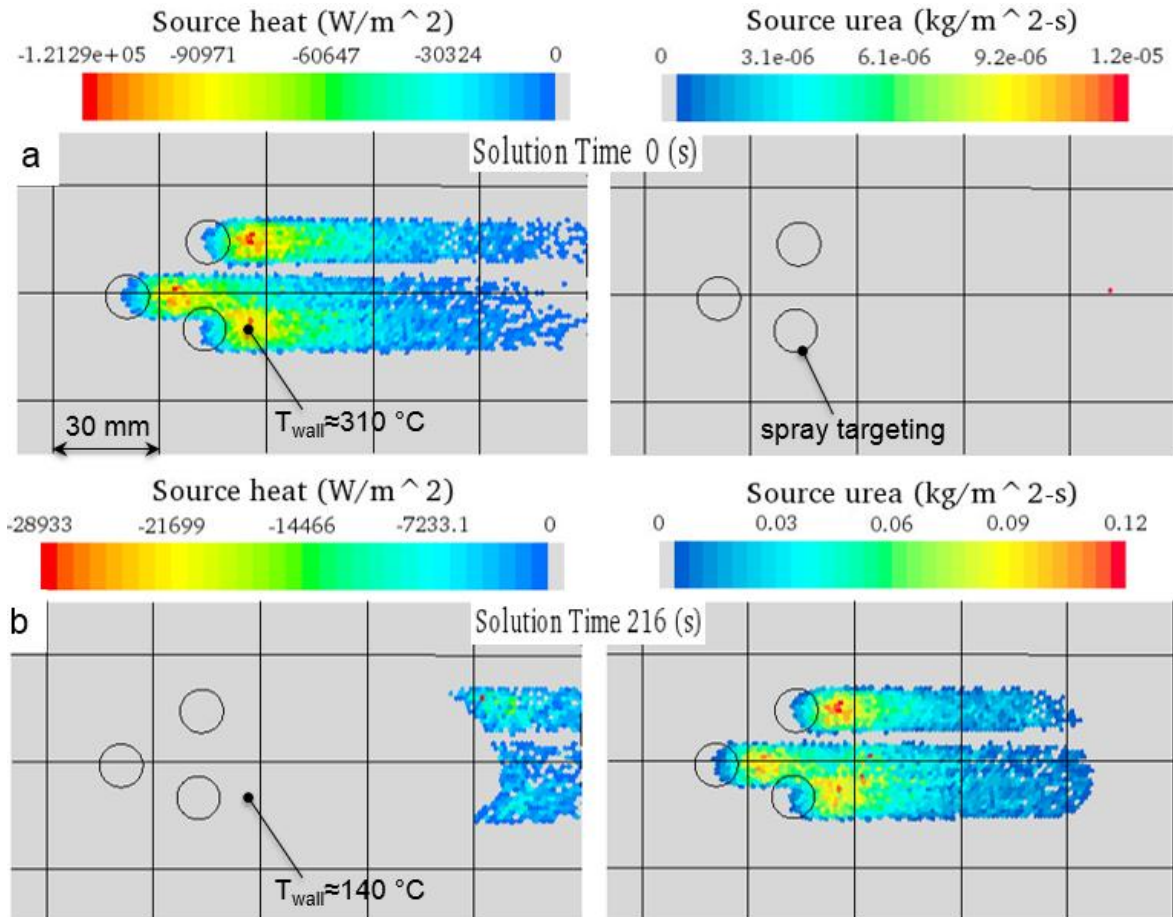 Source heat (W/m^2)
-1.2129e+05 -90971 -60647 -30324 0
Source urea (kg/m^2-s)
0 3.1e-06 6.1e-06 9.2e-06 1.2e-05
a
Solution Time 0 (s)
T_wall≈310 °C
30 mm
spray targeting
Source heat (W/m^2)
-28933 -21699 -14466 -7233.1 0
Source urea (kg/m^2-s)
0 0.03 0.06 0.09 0.12
b
Solution Time 216 (s)
T_wall≈140 °C